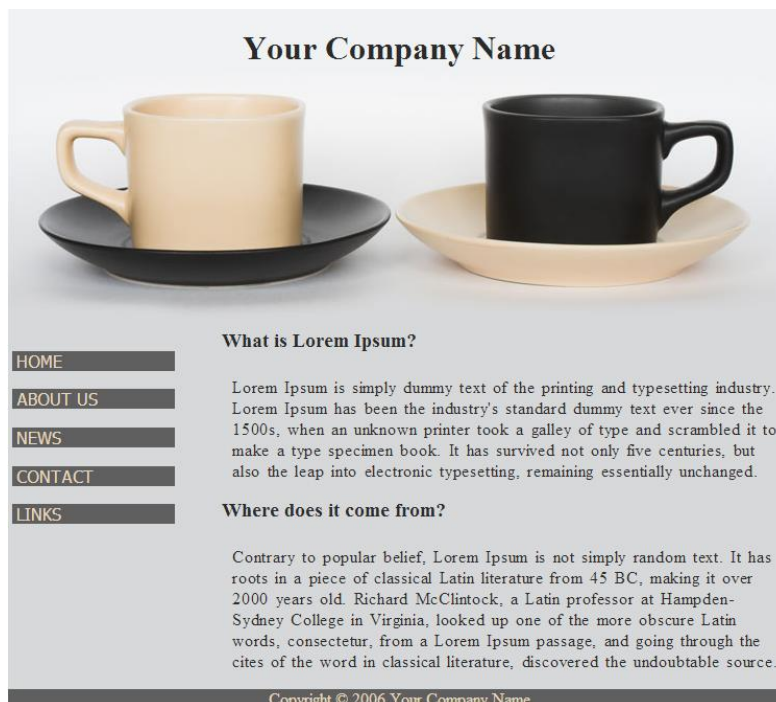 Your Company Name
HOME
ABOUT US
NEWS
CONTACT
LINKS
What is Lorem Ipsum?
Lorem Ipsum is simply dummy text of the printing and typesetting industry.
Lorem Ipsum has been the industry's standard dummy text ever since the
1500s, when an unknown printer took a galley of type and scrambled it to
make a type specimen book. It has survived not only five centuries, but
also the leap into electronic typesetting, remaining essentially unchanged.
Where does it come from?
Contrary to popular belief, Lorem Ipsum is not simply random text. It has
roots in a piece of classical Latin literature from 45 BC, making it over
2000 years old. Richard McClintock, a Latin professor at Hampden-
Sydney College in Virginia, looked up one of the more obscure Latin
words, consectetur, from a Lorem Ipsum passage, and going through the
cites of the word in classical literature, discovered the undoubtable source.
Copyright © 2006 Your Company Name